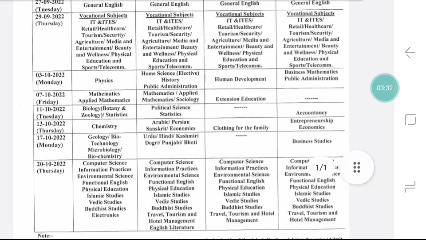 27-09-2022 General English General English General English General English
(Tuesday)
29-09-2022 Vocational Subjects Vocational Subjects Vocational Subjects Vocational Subjects
(Thursday) IT &ITES/ IT & ITES/ IT & ITES/ IT & ITES/
Retail/Healthcare/ Retail/Healthcare/ Retail/Healthcare/ Retail/Healthcare/
Tourism/Security/ Tourism/Security/ Tourism/Security/ Tourism/Security/
Agriculture/ Media and Agriculture/ Media and Agriculture/ Media and Agriculture/ Media and
Entertainment/ Beauty Entertainment/ Beauty Entertainment/ Beauty Entertainment/ Beauty
and Wellness/ Physical and Wellness/ Physical and Wellness/ Physical and Wellness/ Physical
Education and Education and Education and Education and
Sports/Telecomm. Sports/Telecomm. Sports/Telecomm. Sports/Telecomm.
03-10-2022 Physics Home Science (Elective) Human Development Business Mathematics
(Monday) History Public Administration
Public Administration
07-10-2022 Mathematics Mathematics / Applied Extension Education -------
(Friday) Applied Mathematics Mathematics/ Sociology
11-10-2022 Biology(Botany & Political Science ------- Accountancy
(Tuesday) Zoology)/ Statistics Statistics
12-10-2022 Chemistry Arabic/ Persian Clothing for the family Entrepreneurship
(Thursday) Sanskrit/ Economics Economics
17-10-2022 Geology/ Bio- Urdu/ Hindi/ Kashmiri ------- Business Studies
(Monday) Technology Dogri/ Punjabi/ Bhoti
Microbiology/
Bio-chemistry
20-10-2022 Computer Science Computer Science Computer Science
(Thursday) Information Practices Information Practices Information Practices
Environmental Science Environmental Science Environmental Science
Functional English Functional English Functional English Functional English
Physical Education Physical Education Physical Education Physical Education
Islamic Studies Islamic Studies Islamic Studies Islamic Studies
Vedic Studies Vedic Studies Vedic Studies Vedic Studies
Buddhist Studies Buddhist Studies Buddhist Studies Buddhist Studies
Electronics Travel, Tourism and Travel, Tourism and Hotel Travel, Tourism and
Hotel Management Management Hotel Management
English Literature
Note:-
1/1